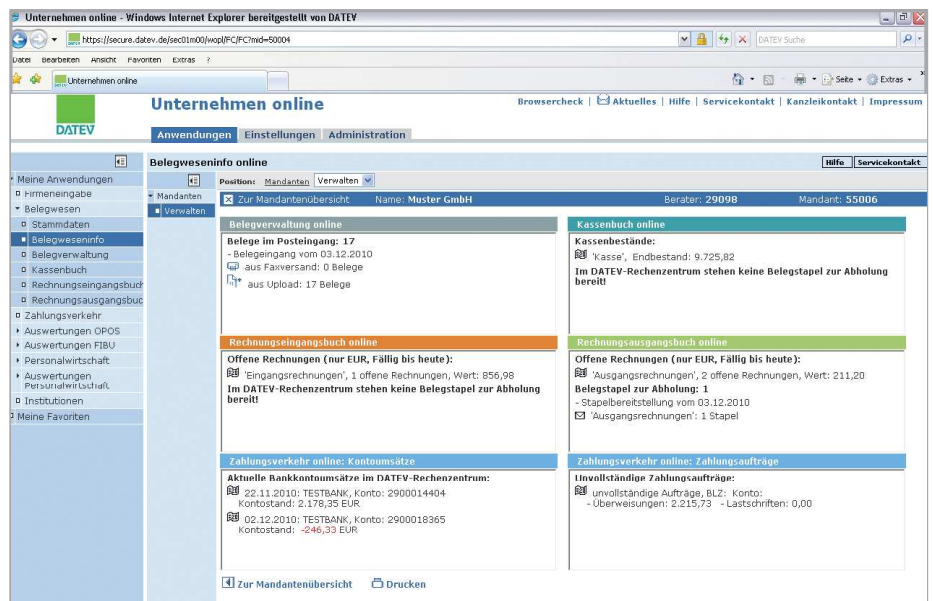 Unternehmen online - Windows Internet Explorer bereitgestellt von DATEV
https://secure.datev.de/sec01m00/wopl/FC/FC?mid=50004
DATEV Suche
Datei Bearbeiten Ansicht Favoriten Extras ?
Unternehmen online
Seite Extras
DATEV
Unternehmen online
Browsercheck | Aktuelles | Hilfe | Servicekontakt | Kanzleikontakt | Impressum
Anwendungen Einstellungen Administration
Belegweseninfo online
Hilfe Servicekontakt
Meine Anwendungen
Firmeneingabe
Belegwesen
Stammdaten
Belegweseninfo
Belegverwaltung
Kassenbuch
Rechnungseingangsbuch
Rechnungsausgangsbuc
Zahlungsverkehr
Auswertungen OPOS
Auswertungen FIBU
Personalwirtschaft
Auswertungen
Personalwirtschaft
Institutionen
Meine Favoriten
Mandanten
Verwalten
Position: Mandanten Verwalten
Zur Mandantenübersicht Name: Muster GmbH Berater: 29098 Mandant: 55006
Belegverwaltung online
Belege im Posteingang: 17
- Belegeingang vom 03.12.2010
aus Faxversand: 0 Belege
aus Upload: 17 Belege
Kassenbuch online
Kassenbestände:
'Kasse', Endbestand: 9.725,82
Im DATEV-Rechenzentrum stehen keine Belegstapel zur Abholung
bereit!
Rechnungseingangsbuch online
Offene Rechnungen (nur EUR, Fällig bis heute):
'Eingangsrechnungen', 1 offene Rechnungen, Wert: 856,98
Im DATEV-Rechenzentrum stehen keine Belegstapel zur Abholung
bereit!
Rechnungsausgangsbuch online
Offene Rechnungen (nur EUR, Fällig bis heute):
'Ausgangsrechnungen', 2 offene Rechnungen, Wert: 211,20
Belegstapel zur Abholung: 1
- Stapelbereitstellung vom 03.12.2010
'Ausgangsrechnungen': 1 Stapel
Zahlungsverkehr online: Kontoumsätze
Aktuelle Bankkontoumsätze im DATEV-Rechenzentrum:
22.11.2010: TESTBANK, Konto: 2900014404
Kontostand: 2.178,35 EUR
02.12.2010: TESTBANK, Konto: 2900018365
Kontostand: -246,33 EUR
Zahlungsverkehr online: Zahlungsaufträge
Unvollständige Zahlungsaufträge:
unvollständige Aufträge, BLZ: Konto:
- Überweisungen: 2.215,73 - Lastschriften: 0,00
Zur Mandantenübersicht Drucken